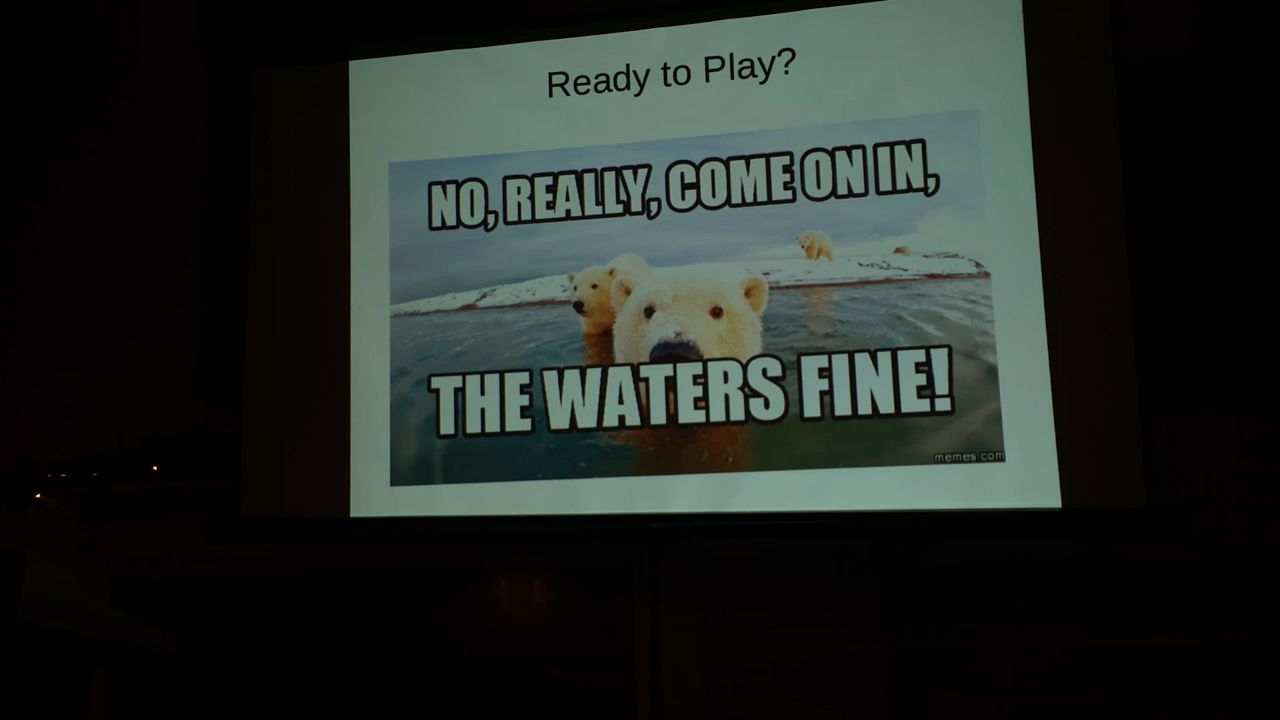 Ready to Play?
NO, REALLY, COME ON IN,
THE WATERS FINE!
memes.com